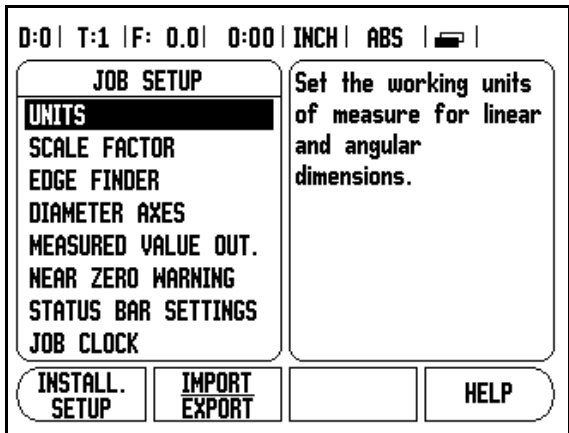 D:0| T:1 |F: 0.0| 0:00|INCH| ABS | |
JOB SETUP
UNITS
SCALE FACTOR
EDGE FINDER
DIAMETER AXES
MEASURED VALUE OUT.
NEAR ZERO WARNING
STATUS BAR SETTINGS
JOB CLOCK
Set the working units
of measure for linear
and angular
dimensions.
INSTALL.
SETUP
IMPORT
EXPORT
HELP